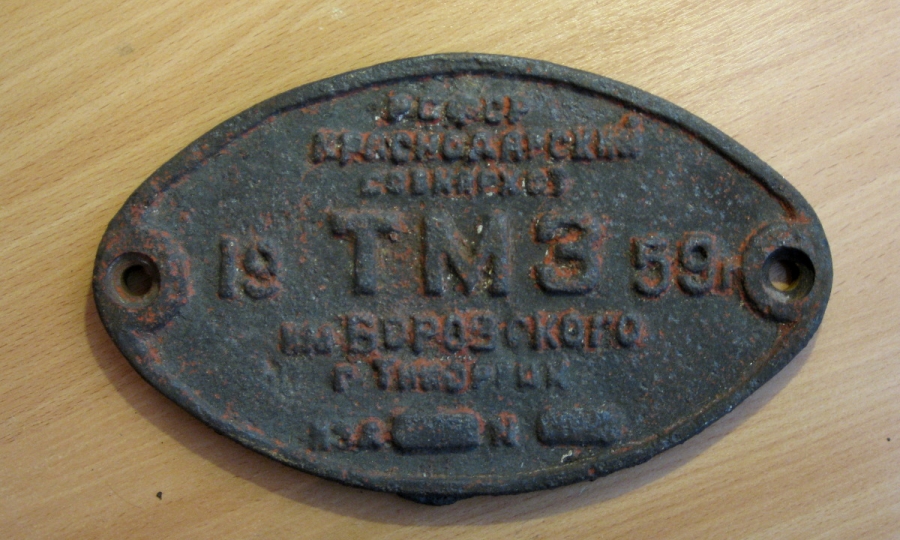 РСФСР
КРАСНОДАРСКИЙ
СОВНАРХОЗ
19 ТМЗ 59г
ИМ ВОРОВСКОГО
Г ТИХОРЕЦК
N